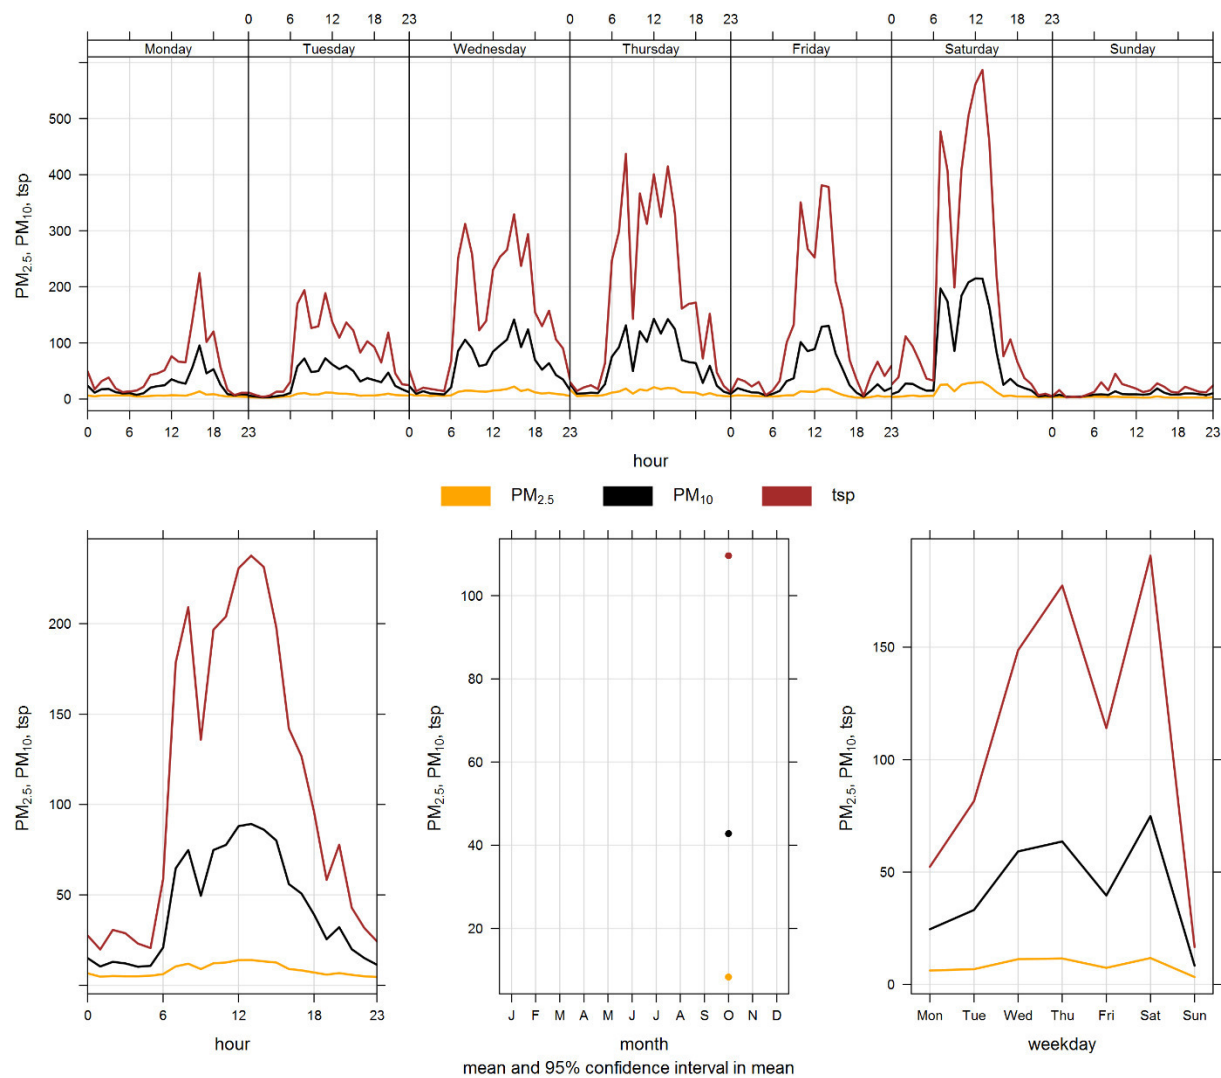 0 6 12 18 23 0 6 12 18 23 0 6 12 18 23
Monday Tuesday Wednesday Thursday Friday Saturday Sunday
PM2.5, PM10, tsp
500
400
300
200
100
0
0 6 12 18 23 0 6 12 18 23 0 6 12 18 23 0 6 12 18 23
hour
PM2.5 PM10 tsp
PM2.5, PM10, tsp
200
150
100
50
0 6 12 18 23
hour
PM2.5, PM10, tsp
100
80
60
40
20
J F M A M J J A S O N D
month
mean and 95% confidence interval in mean
PM2.5, PM10, tsp
150
100
50
0
Mon Tue Wed Thu Fri Sat Sun
weekday